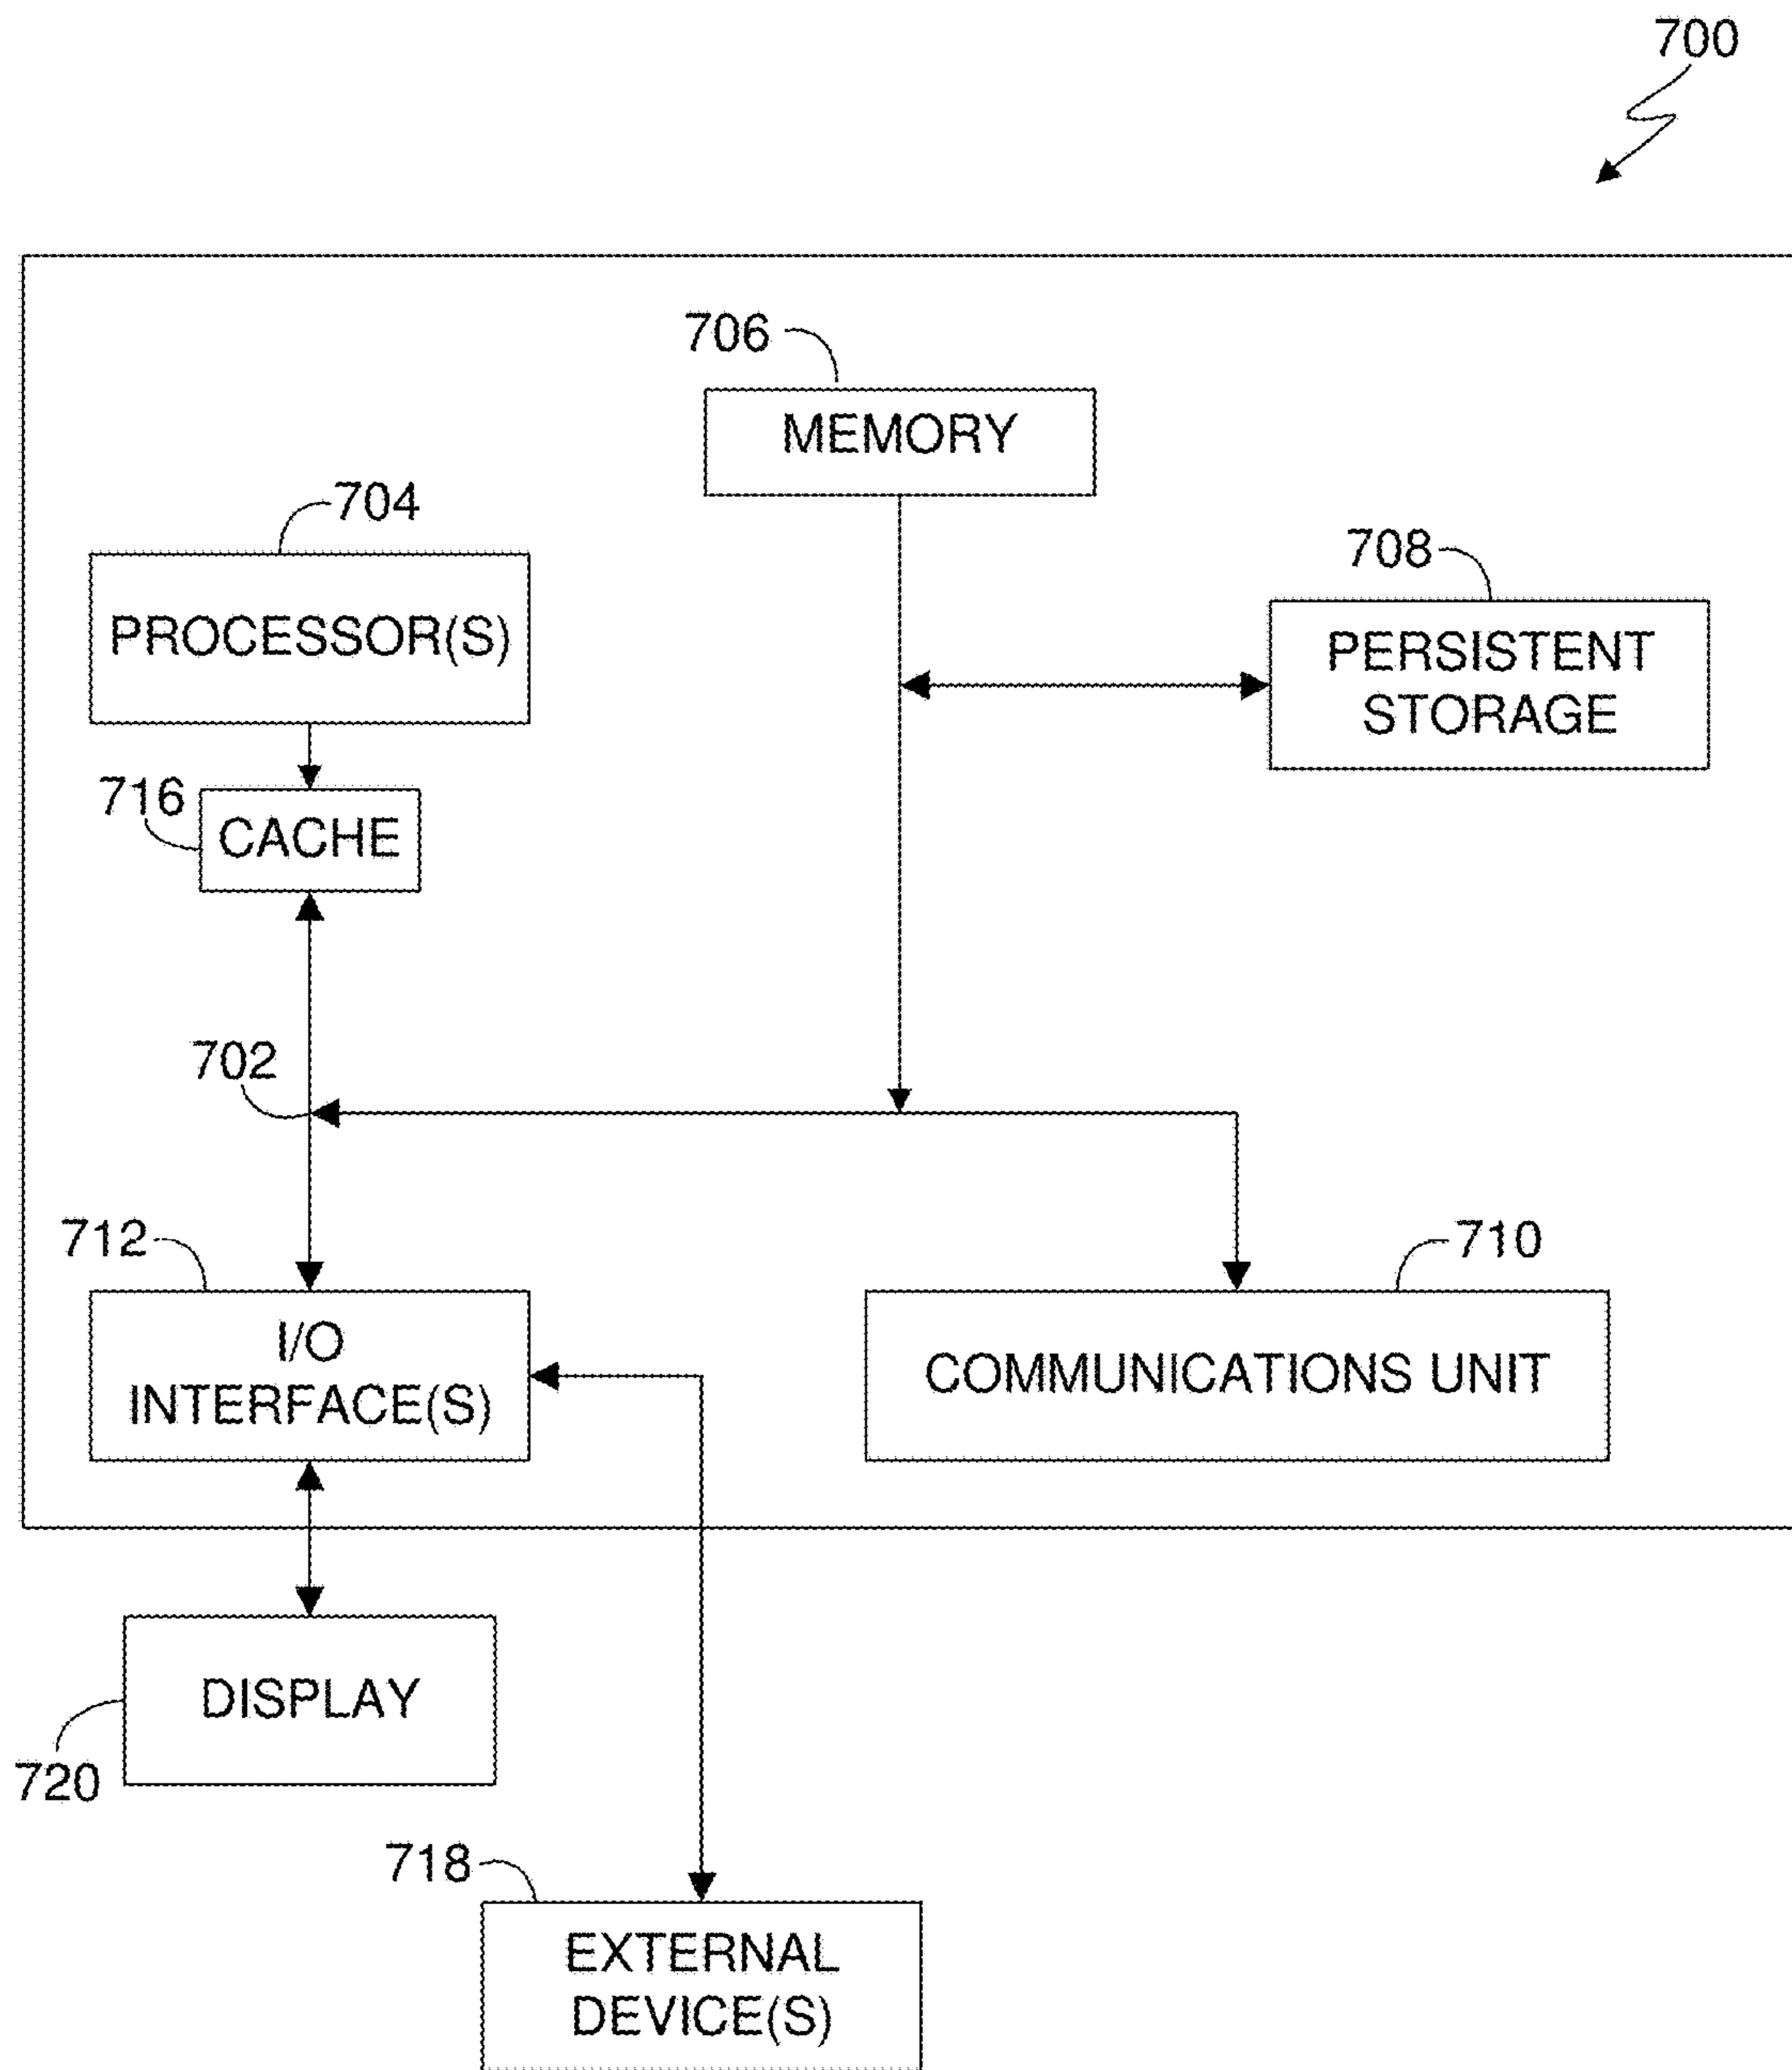 700
706
MEMORY
704
PROCESSOR(S)
708
PERSISTENT
STORAGE
716
CACHE
702
712
I/O
INTERFACE(S)
710
COMMUNICATIONS UNIT
DISPLAY
720
718
EXTERNAL
DEVICE(S)